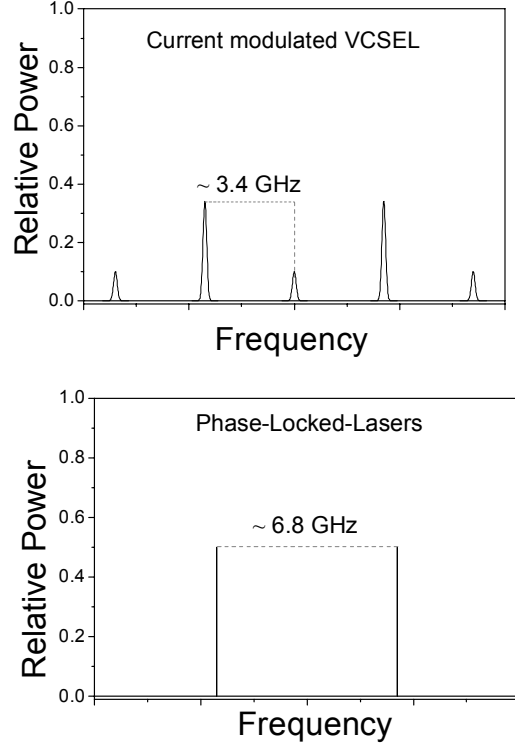 Current modulated VCSEL
1.0
0.8
0.6
0.4
0.2
0.0
Relative Power
~ 3.4 GHz
Frequency
Phase-Locked-Lasers
1.0
0.8
0.6
0.4
0.2
0.0
Relative Power
~ 6.8 GHz
Frequency